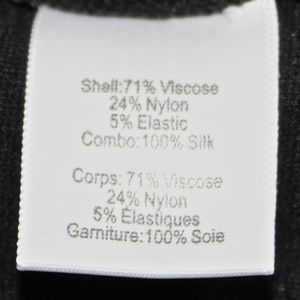 Shell:71% Viscose
24% Nylon
5% Elastic
Combo:100% Silk
Corps: 71% Viscose
24% Nylon
5% Elastiques
Garniture:100% Soie